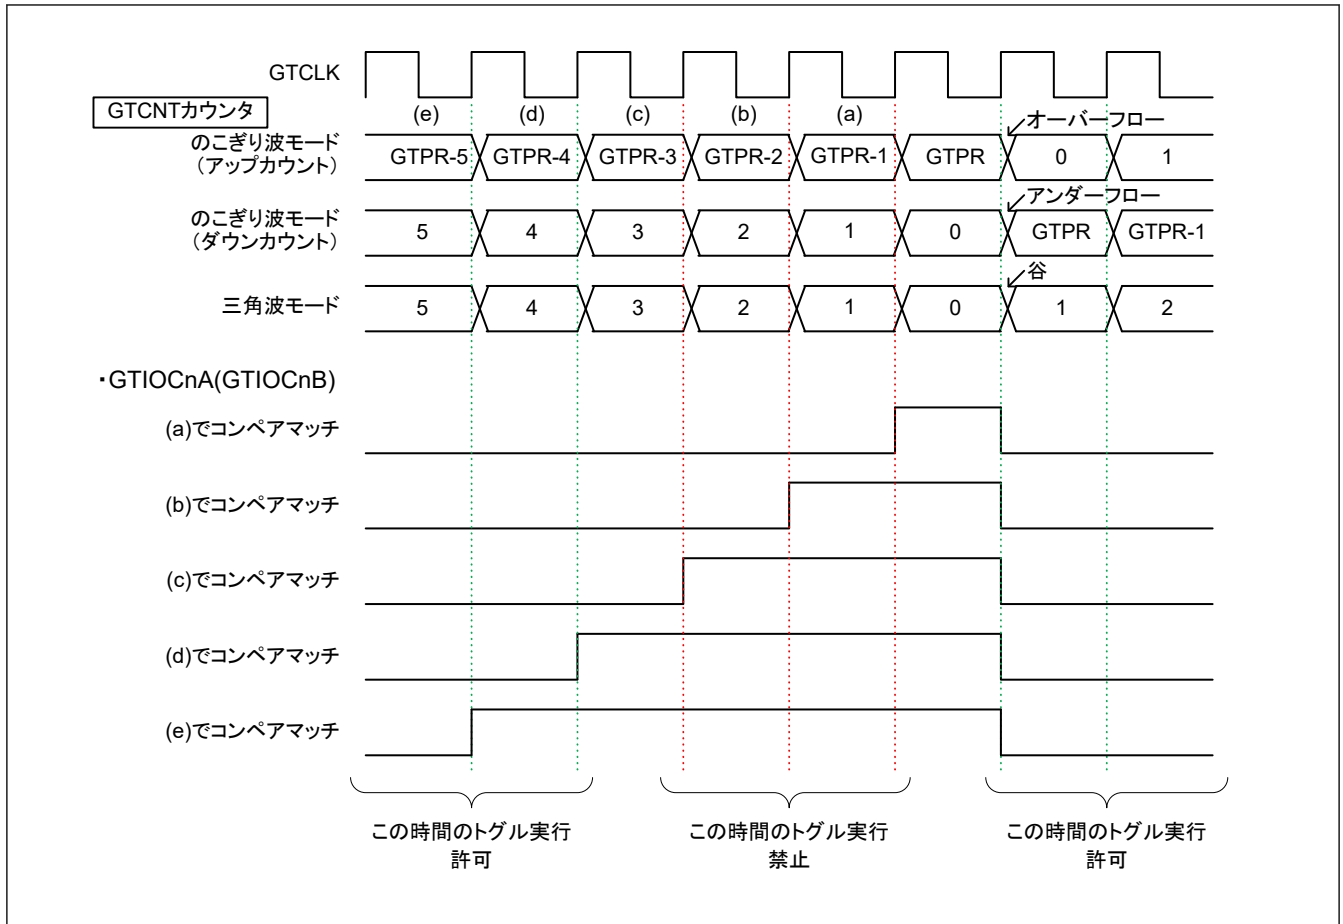 GTCLK
GTCNTカウンタ
(e) (d) (c) (b) (a)
オーバーフロー
のこぎり波モード
（アップカウント）
GTPR-5 GTPR-4 GTPR-3 GTPR-2 GTPR-1 GTPR 0 1
アンダーフロー
のこぎり波モード
（ダウンカウント）
5 4 3 2 1 0 GTPR GTPR-1
谷
三角波モード
5 4 3 2 1 0 1 2
・GTIOCnA(GTIOCnB)
(a)でコンペアマッチ
(b)でコンペアマッチ
(c)でコンペアマッチ
(d)でコンペアマッチ
(e)でコンペアマッチ
この時間のトグル実行
許可
この時間のトグル実行
禁止
この時間のトグル実行
許可